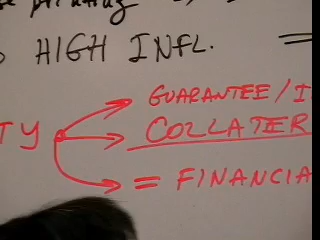 HIGH INFL. =
GUARANTEE / I
TY COLLATER
= FINANCIA